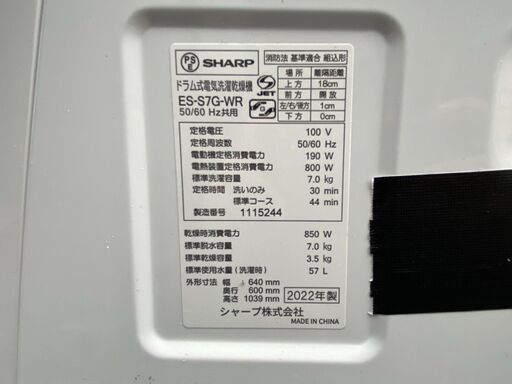 PS
E
SHARP
ドラム式電気洗濯乾燥機
ES-S7G-WR
50/60 Hz共用
S
JET
消防法 基準適合 組込形
場所 離隔距離
上方 18cm
前方 開放
左/右/後方 1cm
下方 0cm
定格電圧 100 V
定格周波数 50/60 Hz
電動機定格消費電力 190 W
電熱装置定格消費電力 800 W
標準洗濯容量 7.0 kg
定格時間 洗いのみ 30 min
標準コース 44 min
製造番号 1115244
乾燥時消費電力 850 W
標準脱水容量 7.0 kg
標準乾燥容量 3.5 kg
標準使用水量(洗濯時) 57 L
外形寸法 幅 640 mm
奥行 600 mm
高さ 1039 mm
2022年製
シャープ株式会社
MADE IN CHINA